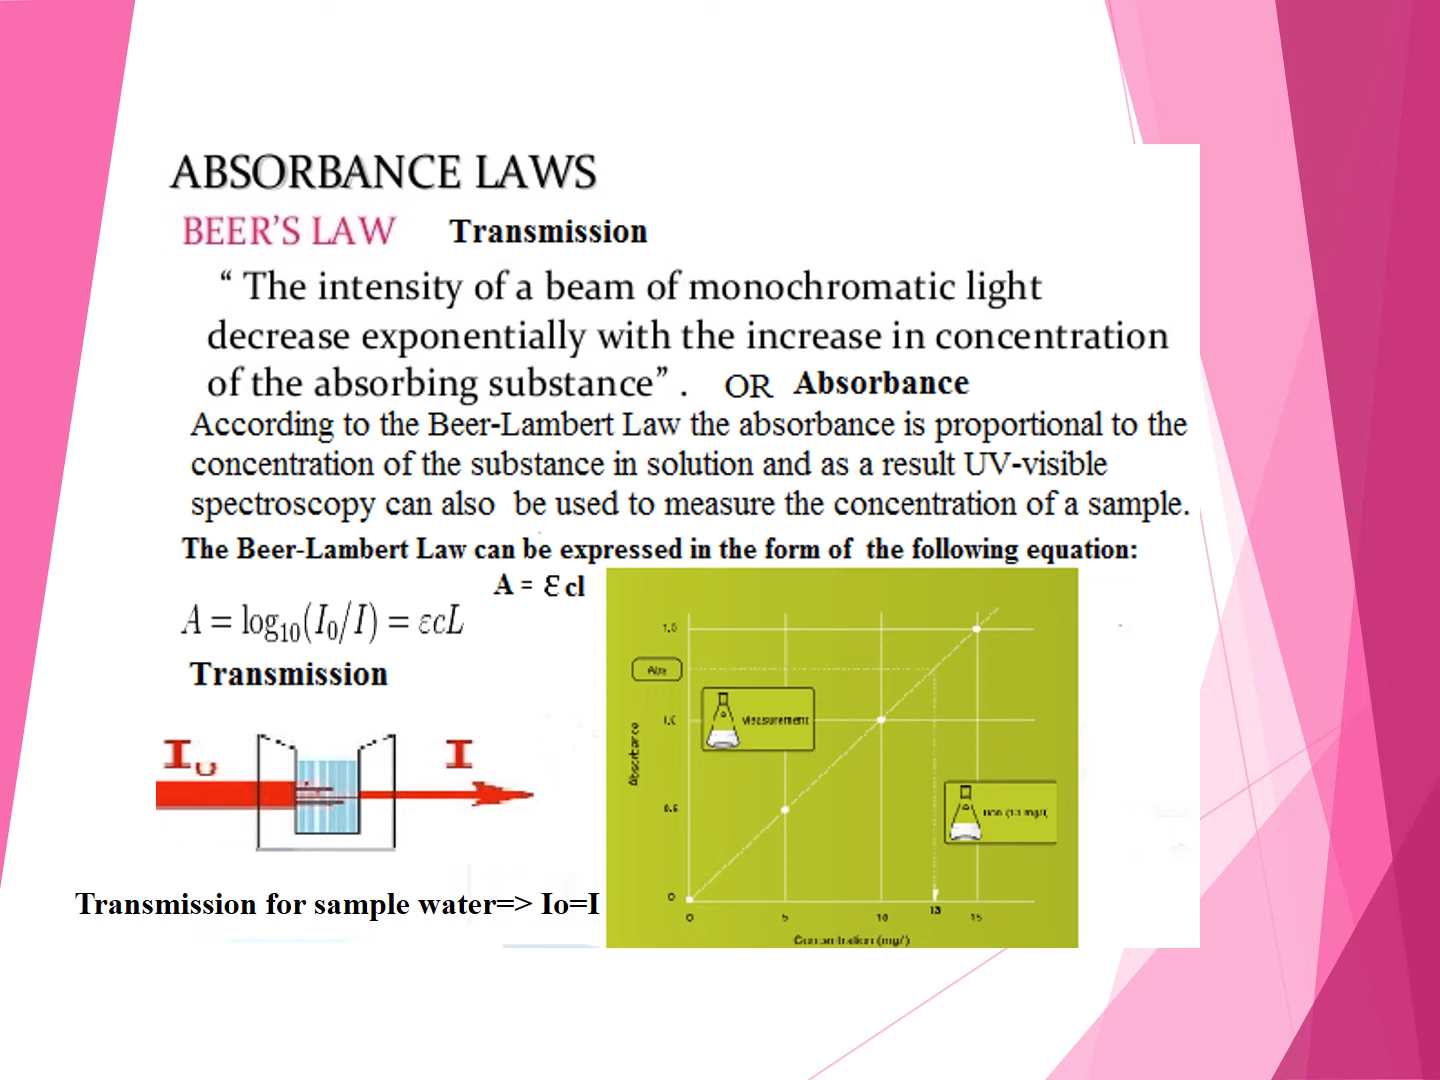 ABSORBANCE LAWS
BEER’S LAW Transmission
“ The intensity of a beam of monochromatic light
decrease exponentially with the increase in concentration
of the absorbing substance” . OR Absorbance
According to the Beer-Lambert Law the absorbance is proportional to the
concentration of the substance in solution and as a result UV-visible
spectroscopy can also be used to measure the concentration of a sample.
The Beer-Lambert Law can be expressed in the form of the following equation:
A = Ɛ cl
A = log₁₀(I₀/I) = εcL
Transmission
I₀ I
Transmission for sample water=> Io=I
Abs
Measurement
1.0
Absorbance
0.5
0
0 5 10 13 15
Concentration (mg/l)